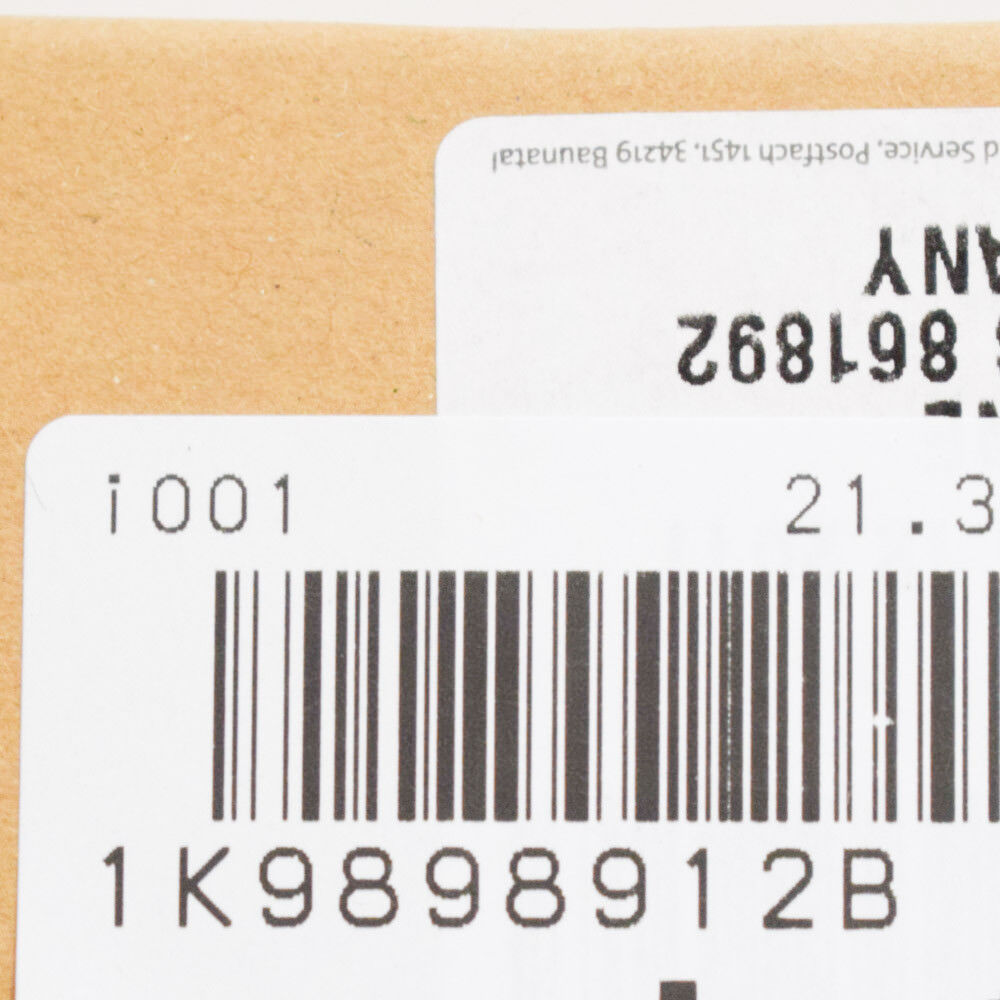 d Service, Postfach 1451, 34219 Baunatal
ANY
861892
i001 21.3
1K9898912B